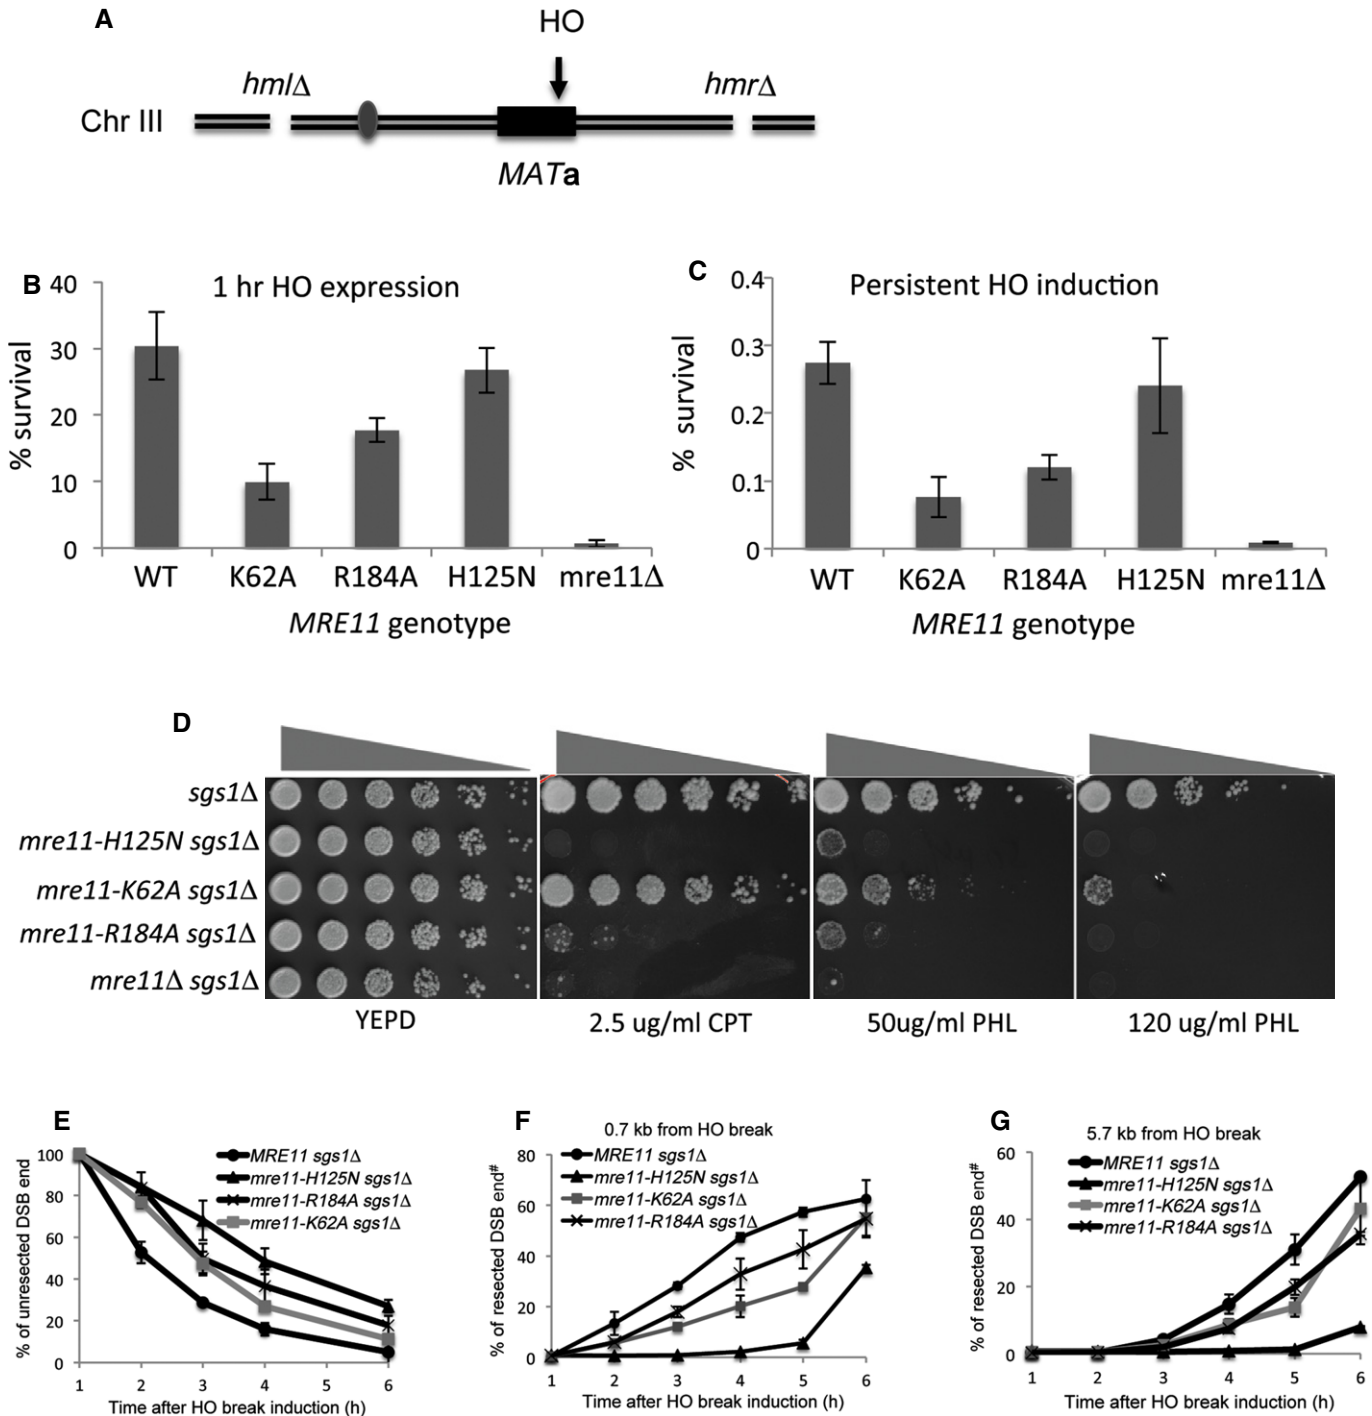 A
HO
hmlΔ
hmrΔ
Chr III
MATa
B
1 hr HO expression
% survival
40
30
20
10
0
WT K62A R184A H125N mre11Δ
MRE11 genotype
C
Persistent HO induction
% survival
0.4
0.3
0.2
0.1
0
WT K62A R184A H125N mre11Δ
MRE11 genotype
D
sgs1Δ
mre11-H125N sgs1Δ
mre11-K62A sgs1Δ
mre11-R184A sgs1Δ
mre11Δ sgs1Δ
YEPD
2.5 ug/ml CPT
50ug/ml PHL
120 ug/ml PHL
E
% of unresected DSB end
100
80
60
40
20
0
MRE11 sgs1Δ
mre11-H125N sgs1Δ
mre11-R184A sgs1Δ
mre11-K62A sgs1Δ
1 2 3 4 6
Time after HO break induction (h)
F
0.7 kb from HO break
% of resected DSB end#
80
60
40
20
0
MRE11 sgs1Δ
mre11-H125N sgs1Δ
mre11-K62A sgs1Δ
mre11-R184A sgs1Δ
1 2 3 4 5 6
Time after HO break induction (h)
G
5.7 kb from HO break
% of resected DSB end#
60
40
20
0
MRE11 sgs1Δ
mre11-H125N sgs1Δ
mre11-K62A sgs1Δ
mre11-R184A sgs1Δ
1 2 3 4 5 6
Time after HO break induction (h)